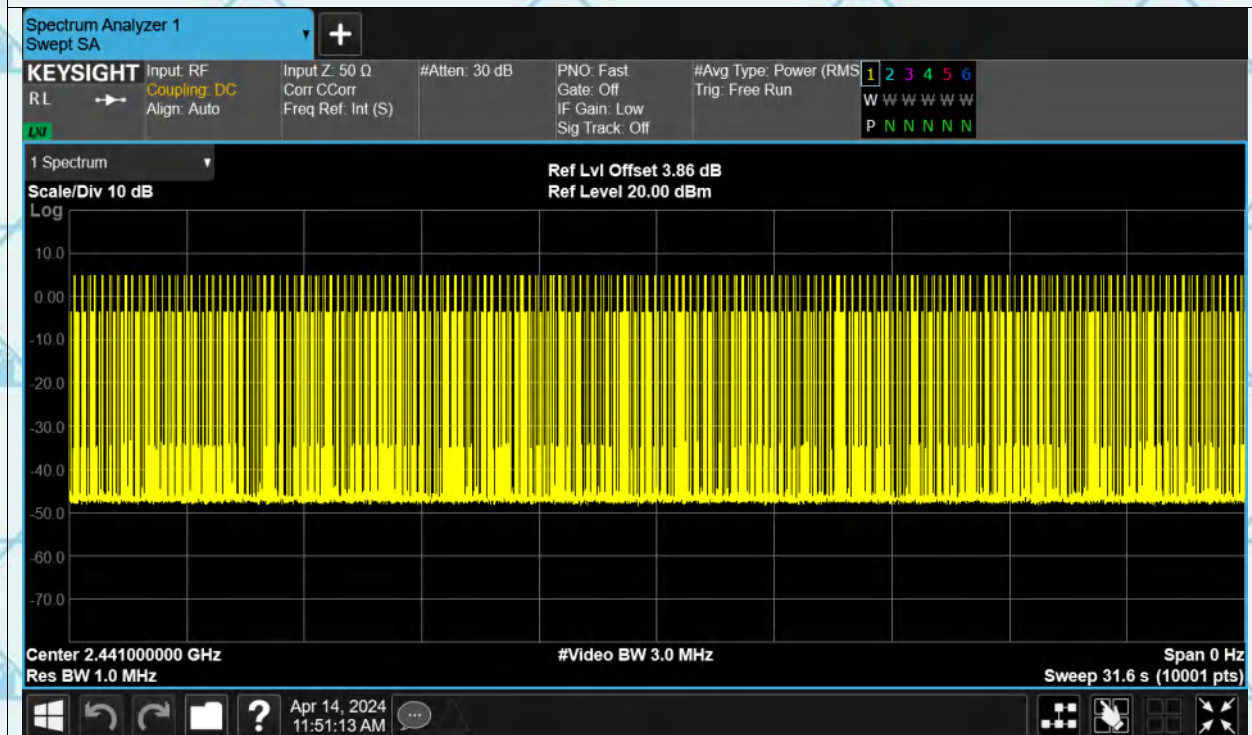 Spectrum Analyzer 1
Swept SA
+
KEYSIGHT
RL
LXI
Input: RF
Coupling: DC
Align: Auto
Input Z: 50 Ω
Corr CCorr
Freq Ref: Int (S)
#Atten: 30 dB
PNO: Fast
Gate: Off
IF Gain: Low
Sig Track: Off
#Avg Type: Power (RMS
Trig: Free Run
1 2 3 4 5 6
W W W W W W
P N N N N N
1 Spectrum
Scale/Div 10 dB
Ref Lvl Offset 3.86 dB
Ref Level 20.00 dBm
Log
10.0
0.00
-10.0
-20.0
-30.0
-40.0
-50.0
-60.0
-70.0
Center 2.441000000 GHz
#Video BW 3.0 MHz
Span 0 Hz
Res BW 1.0 MHz
Sweep 31.6 s (10001 pts)
?
Apr 14, 2024
11:51:13 AM